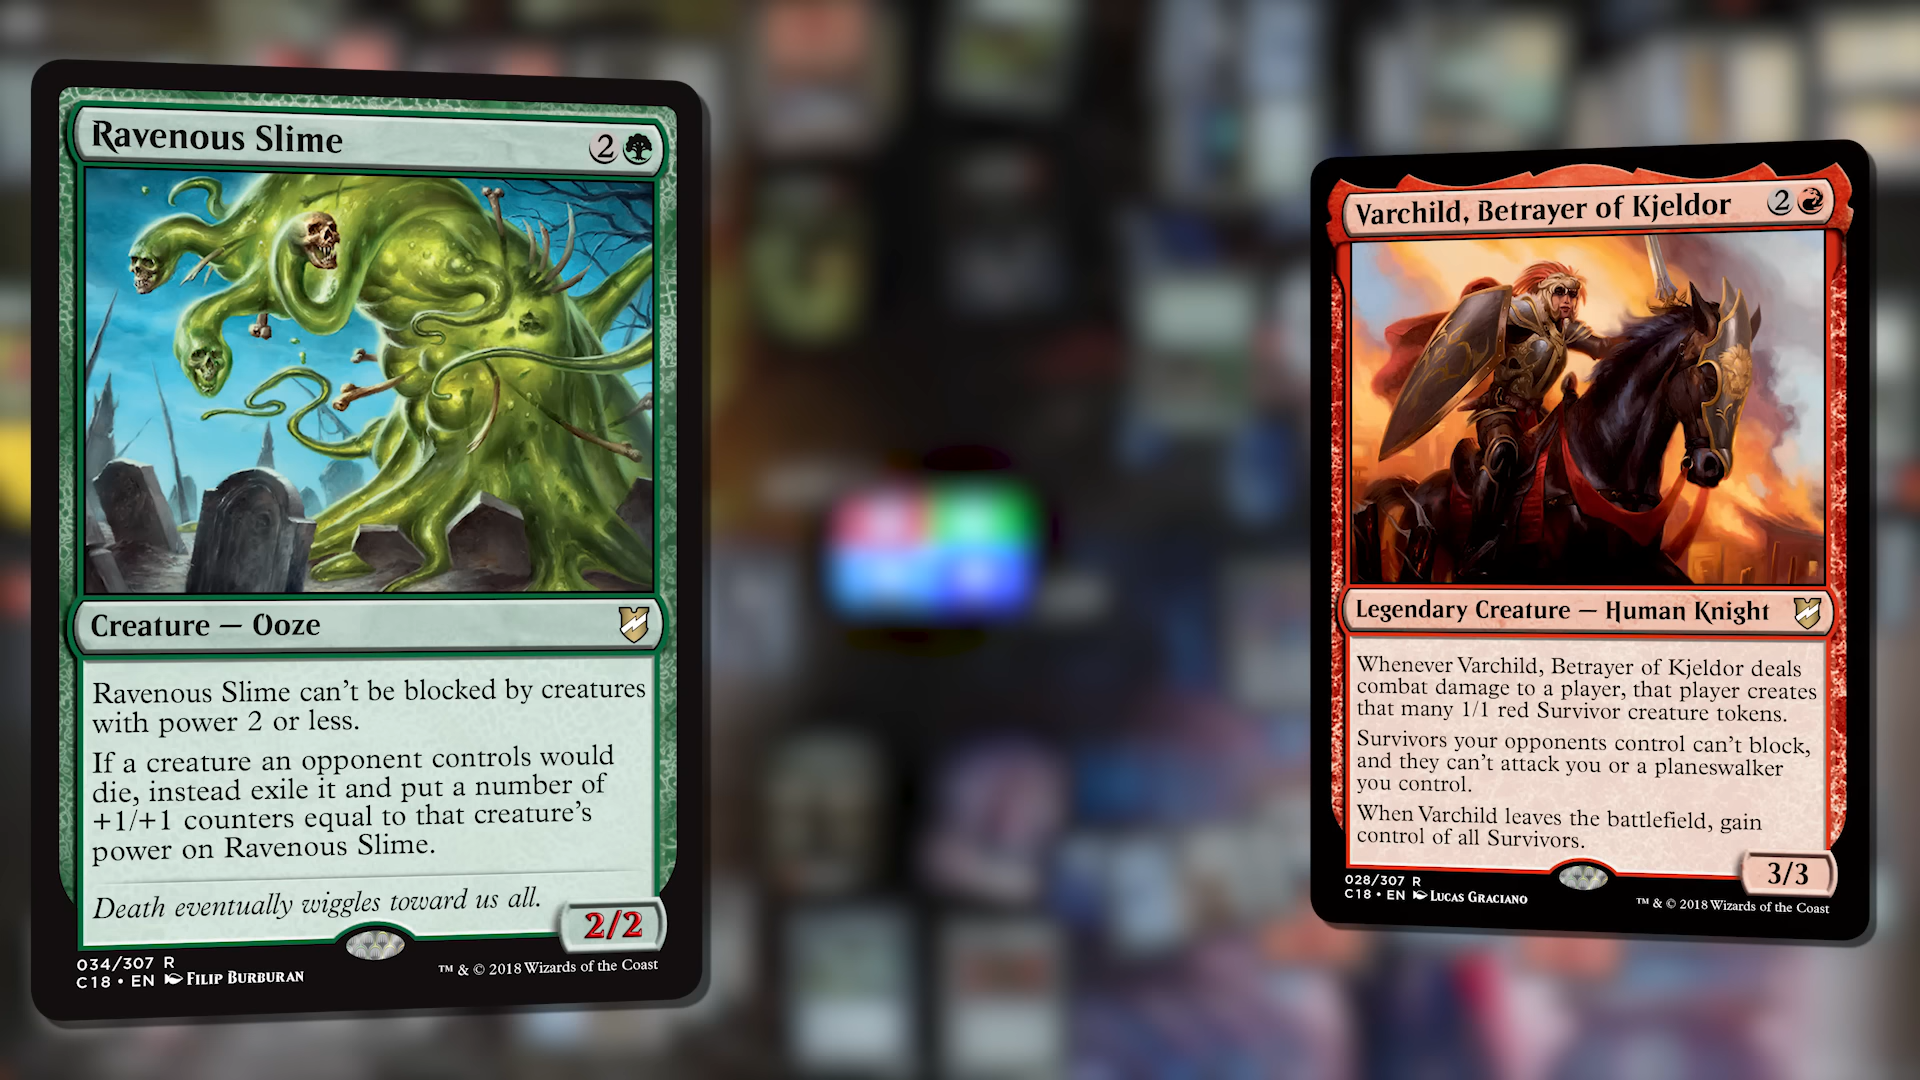 Ravenous Slime 2
Creature — Ooze
Ravenous Slime can't be blocked by creatures
with power 2 or less.
If a creature an opponent controls would
die, instead exile it and put a number of
+1/+1 counters equal to that creature's
power on Ravenous Slime.
Death eventually wiggles toward us all.
2/2
034/307 R
C18 • EN Filip Burburan
™ & © 2018 Wizards of the Coast
Varchild, Betrayer of Kjeldor 2
Legendary Creature — Human Knight
Whenever Varchild, Betrayer of Kjeldor deals
combat damage to a player, that player creates
that many 1/1 red Survivor creature tokens.
Survivors your opponents control can't block,
and they can't attack you or a planeswalker
you control.
When Varchild leaves the battlefield, gain
control of all Survivors.
3/3
028/307 R
C18 • EN Lucas Graciano
™ & © 2018 Wizards of the Coast